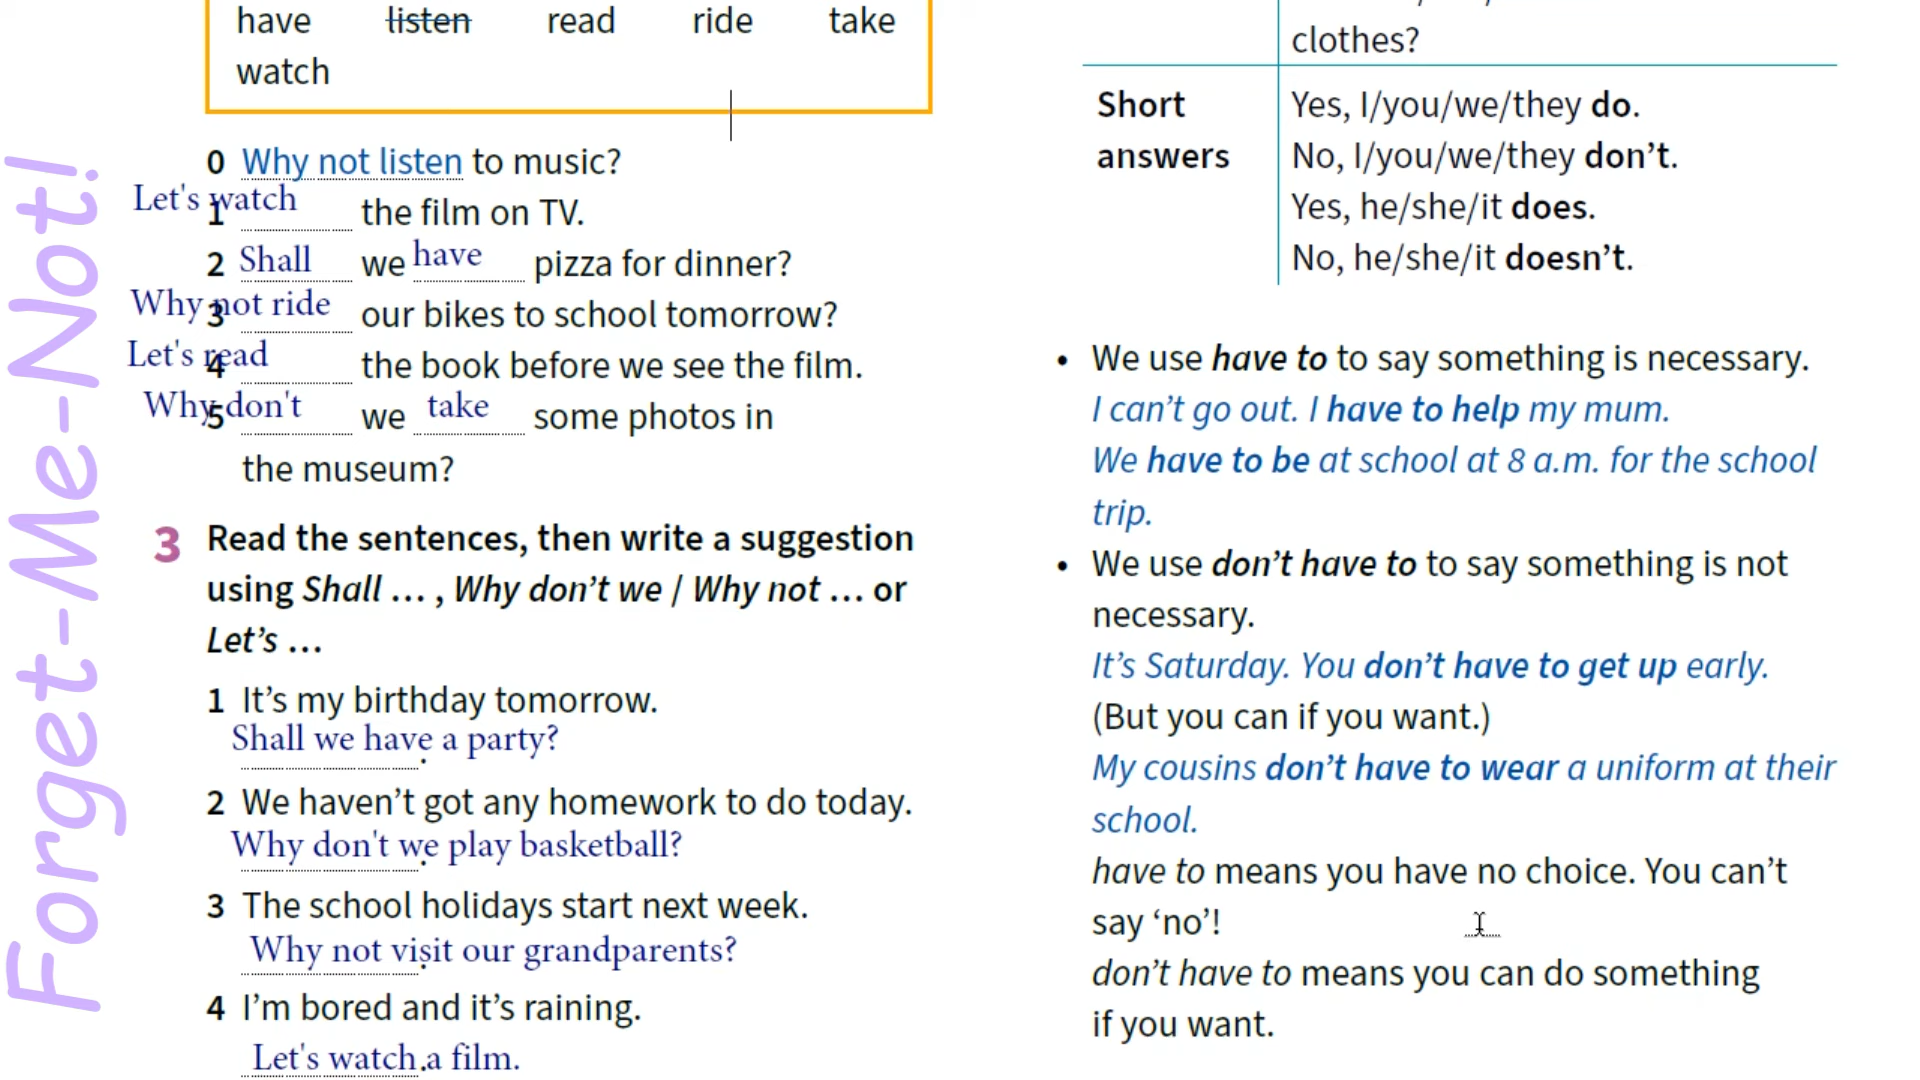 have listen read ride take
watch
0 Why not listen to music?
1 Let's watch the film on TV.
2 Shall we have pizza for dinner?
3 Why not ride our bikes to school tomorrow?
4 Let's read the book before we see the film.
5 Why don't we take some photos in
the museum?
3 Read the sentences, then write a suggestion
using Shall … , Why don't we / Why not … or
Let's …
1 It's my birthday tomorrow.
Shall we have a party?
2 We haven't got any homework to do today.
Why don't we play basketball?
3 The school holidays start next week.
Why not visit our grandparents?
4 I'm bored and it's raining.
Let's watch a film.
clothes?
Short Yes, I/you/we/they do.
answers No, I/you/we/they don't.
Yes, he/she/it does.
No, he/she/it doesn't.
• We use have to to say something is necessary.
I can't go out. I have to help my mum.
We have to be at school at 8 a.m. for the school
trip.
• We use don't have to to say something is not
necessary.
It's Saturday. You don't have to get up early.
(But you can if you want.)
My cousins don't have to wear a uniform at their
school.
have to means you have no choice. You can't
say 'no'!
don't have to means you can do something
if you want.
Forget-Me-Not!